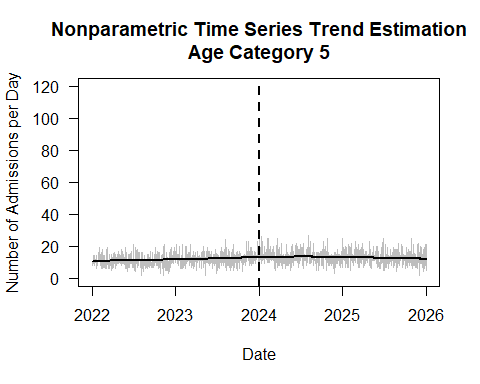 Nonparametric Time Series Trend Estimation
Age Category 5
Number of Admissions per Day
120
100
80
60
40
20
0
2022 2023 2024 2025 2026
Date